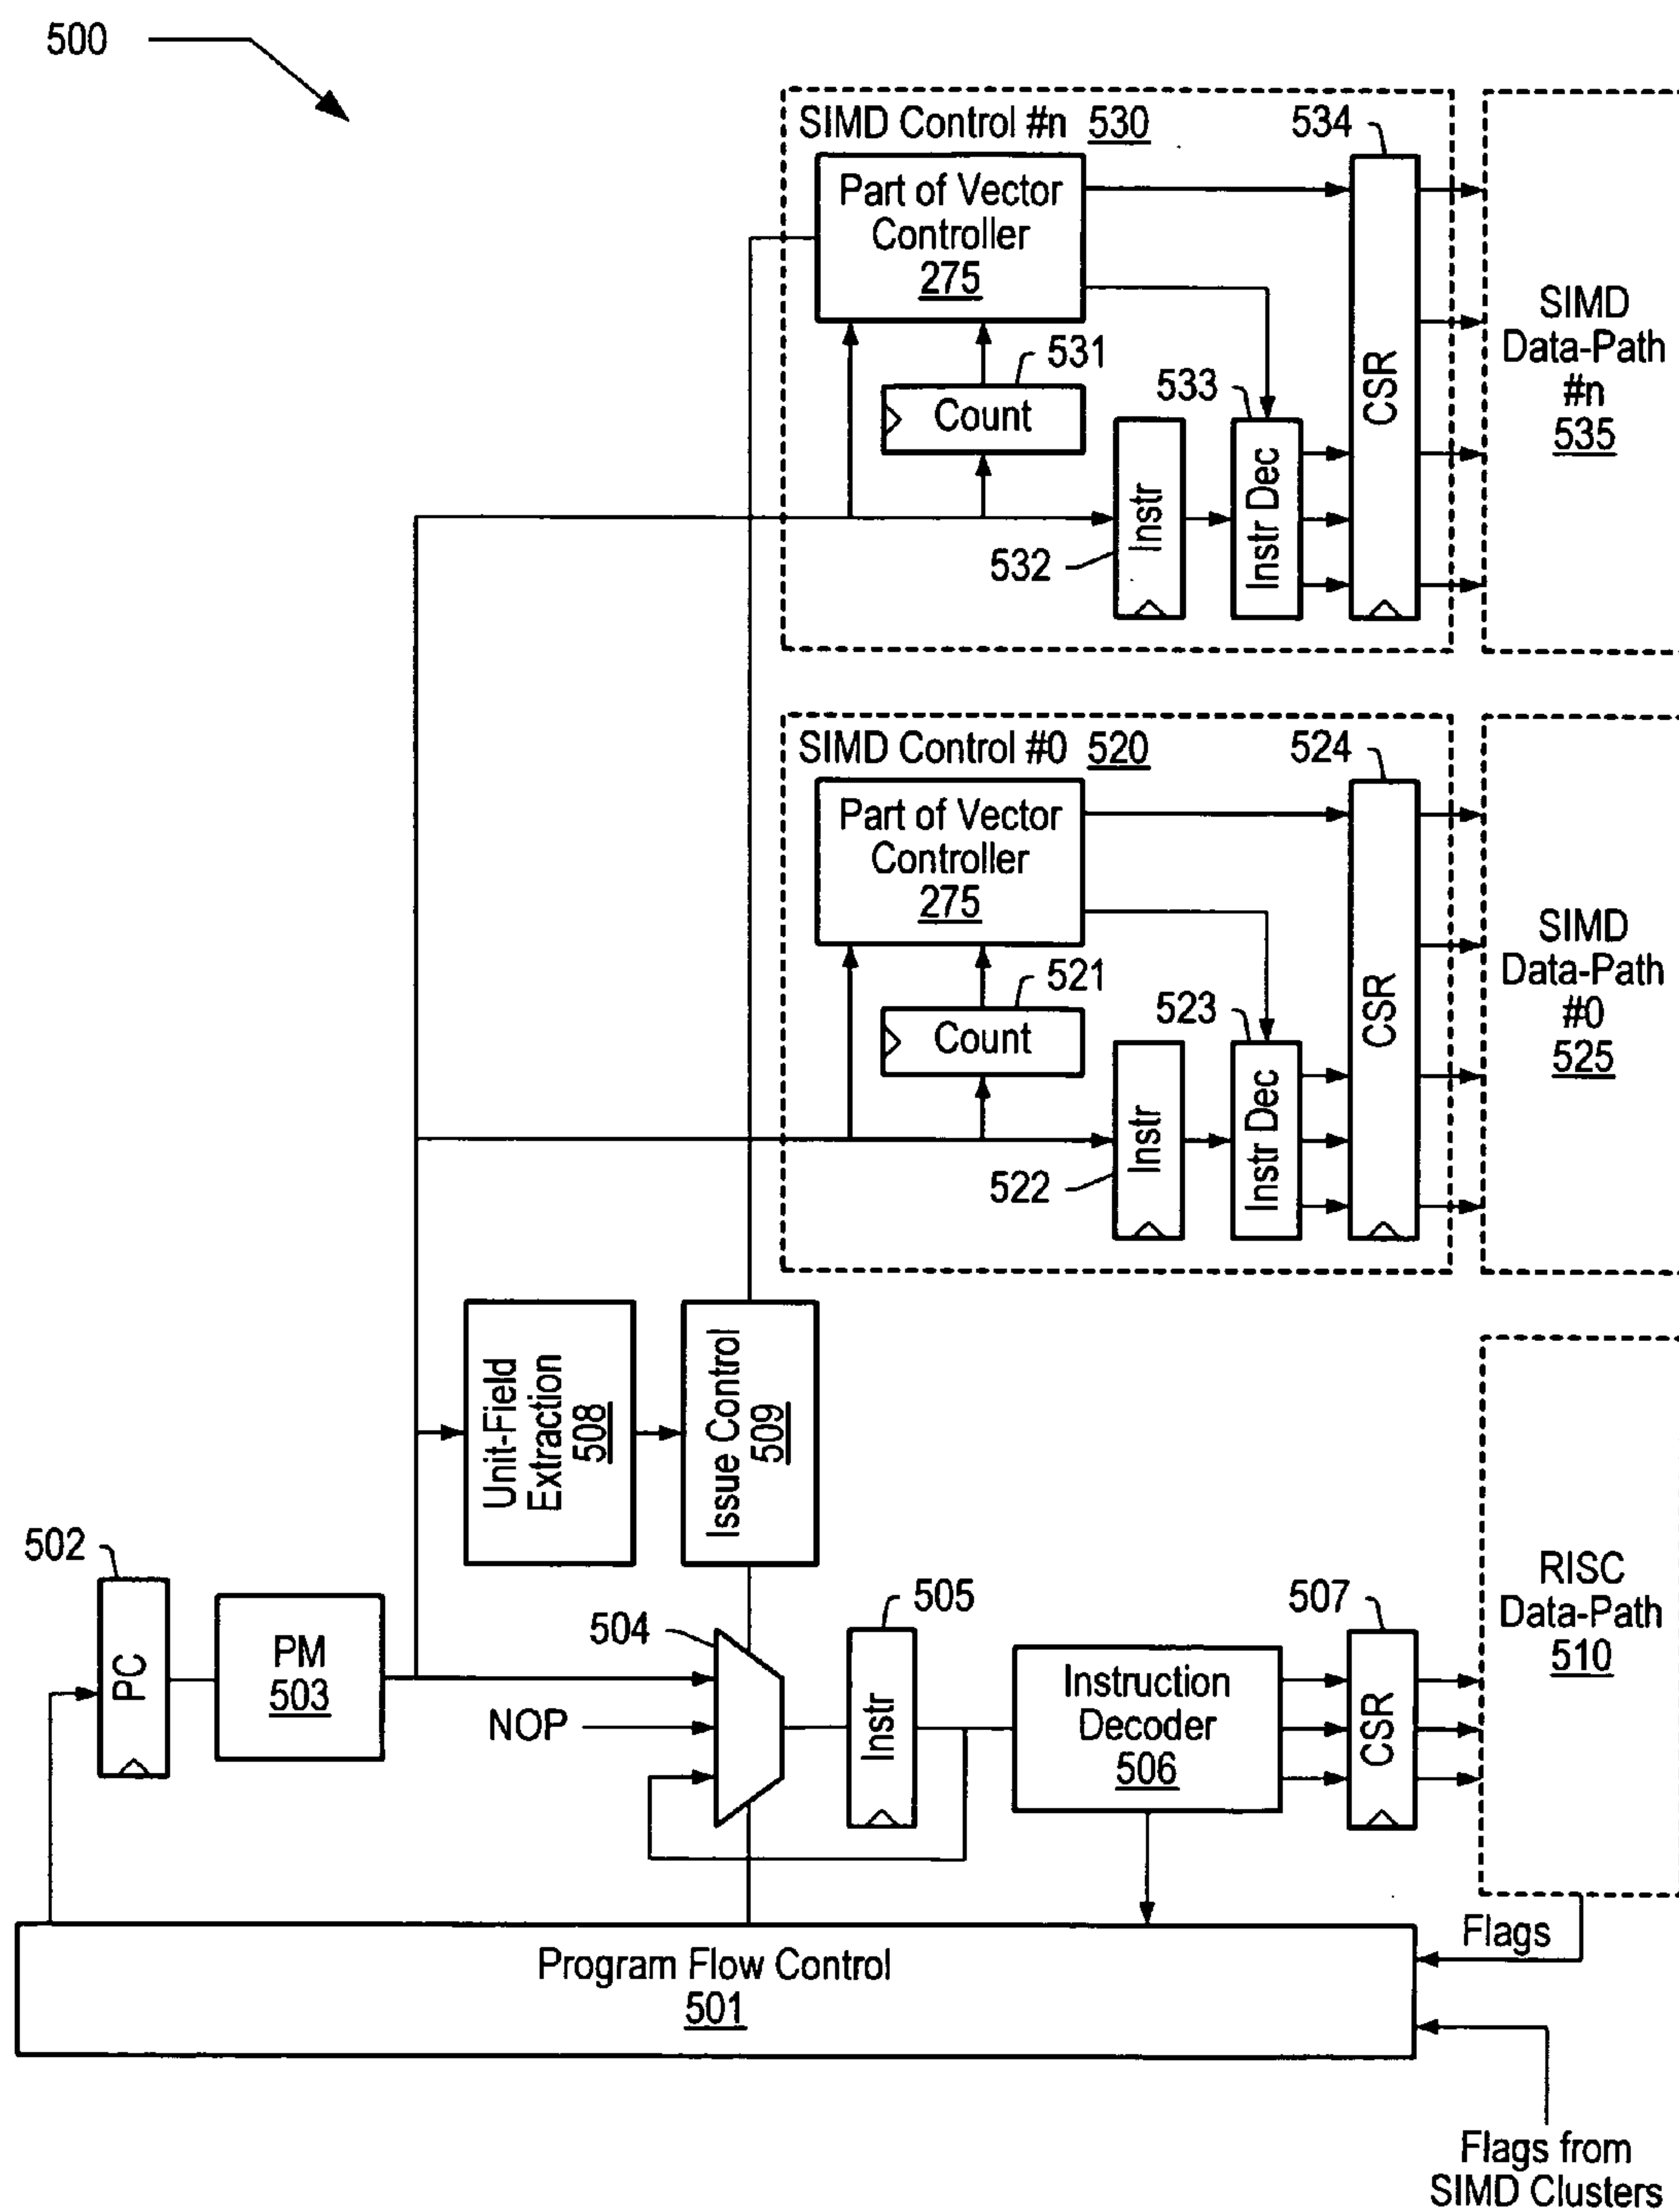 500
SIMD Control #n 530
534
Part of Vector
Controller
275
531
Count
533
Instr
532
Instr Dec
CSR
SIMD
Data-Path
#n
535
SIMD Control #0 520
524
Part of Vector
Controller
275
521
Count
523
Instr
522
Instr Dec
CSR
SIMD
Data-Path
#0
525
Unit-Field
Extraction
508
Issue Control
509
502
PC
PM
503
504
NOP
505
Instr
Instruction
Decoder
506
507
CSR
RISC
Data-Path
510
Flags
Program Flow Control
501
Flags from
SIMD Clusters